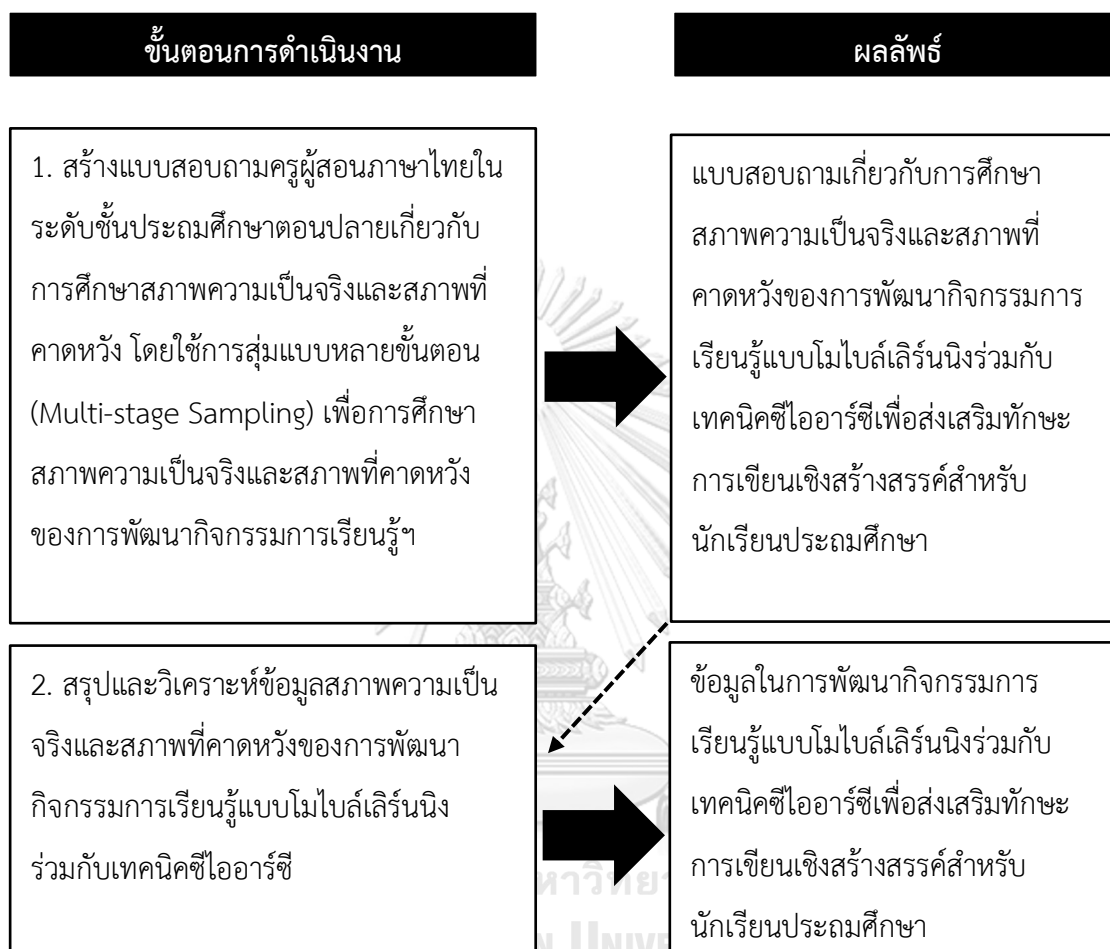 ขั้นตอนการดำเนินงาน
ผลลัพธ์
1. สร้างแบบสอบถามครูผู้สอนภาษาไทยใน
ระดับชั้นประถมศึกษาตอนปลายเกี่ยวกับ
การศึกษาสภาพความเป็นจริงและสภาพที่
คาดหวัง โดยใช้การสุ่มแบบหลายขั้นตอน
(Multi-stage Sampling) เพื่อการศึกษา
สภาพความเป็นจริงและสภาพที่คาดหวัง
ของการพัฒนากิจกรรมการเรียนรู้ฯ
แบบสอบถามเกี่ยวกับการศึกษา
สภาพความเป็นจริงและสภาพที่
คาดหวังของการพัฒนากิจกรรมการ
เรียนรู้แบบโมไบล์เลิร์นนิงร่วมกับ
เทคนิคซีไออาร์ซีเพื่อส่งเสริมทักษะ
การเขียนเชิงสร้างสรรค์สำหรับ
นักเรียนประถมศึกษา
2. สรุปและวิเคราะห์ข้อมูลสภาพความเป็น
จริงและสภาพที่คาดหวังของการพัฒนา
กิจกรรมการเรียนรู้แบบโมไบล์เลิร์นนิง
ร่วมกับเทคนิคซีไออาร์ซี
ข้อมูลในการพัฒนากิจกรรมการ
เรียนรู้แบบโมไบล์เลิร์นนิงร่วมกับ
เทคนิคซีไออาร์ซีเพื่อส่งเสริมทักษะ
การเขียนเชิงสร้างสรรค์สำหรับ
นักเรียนประถมศึกษา